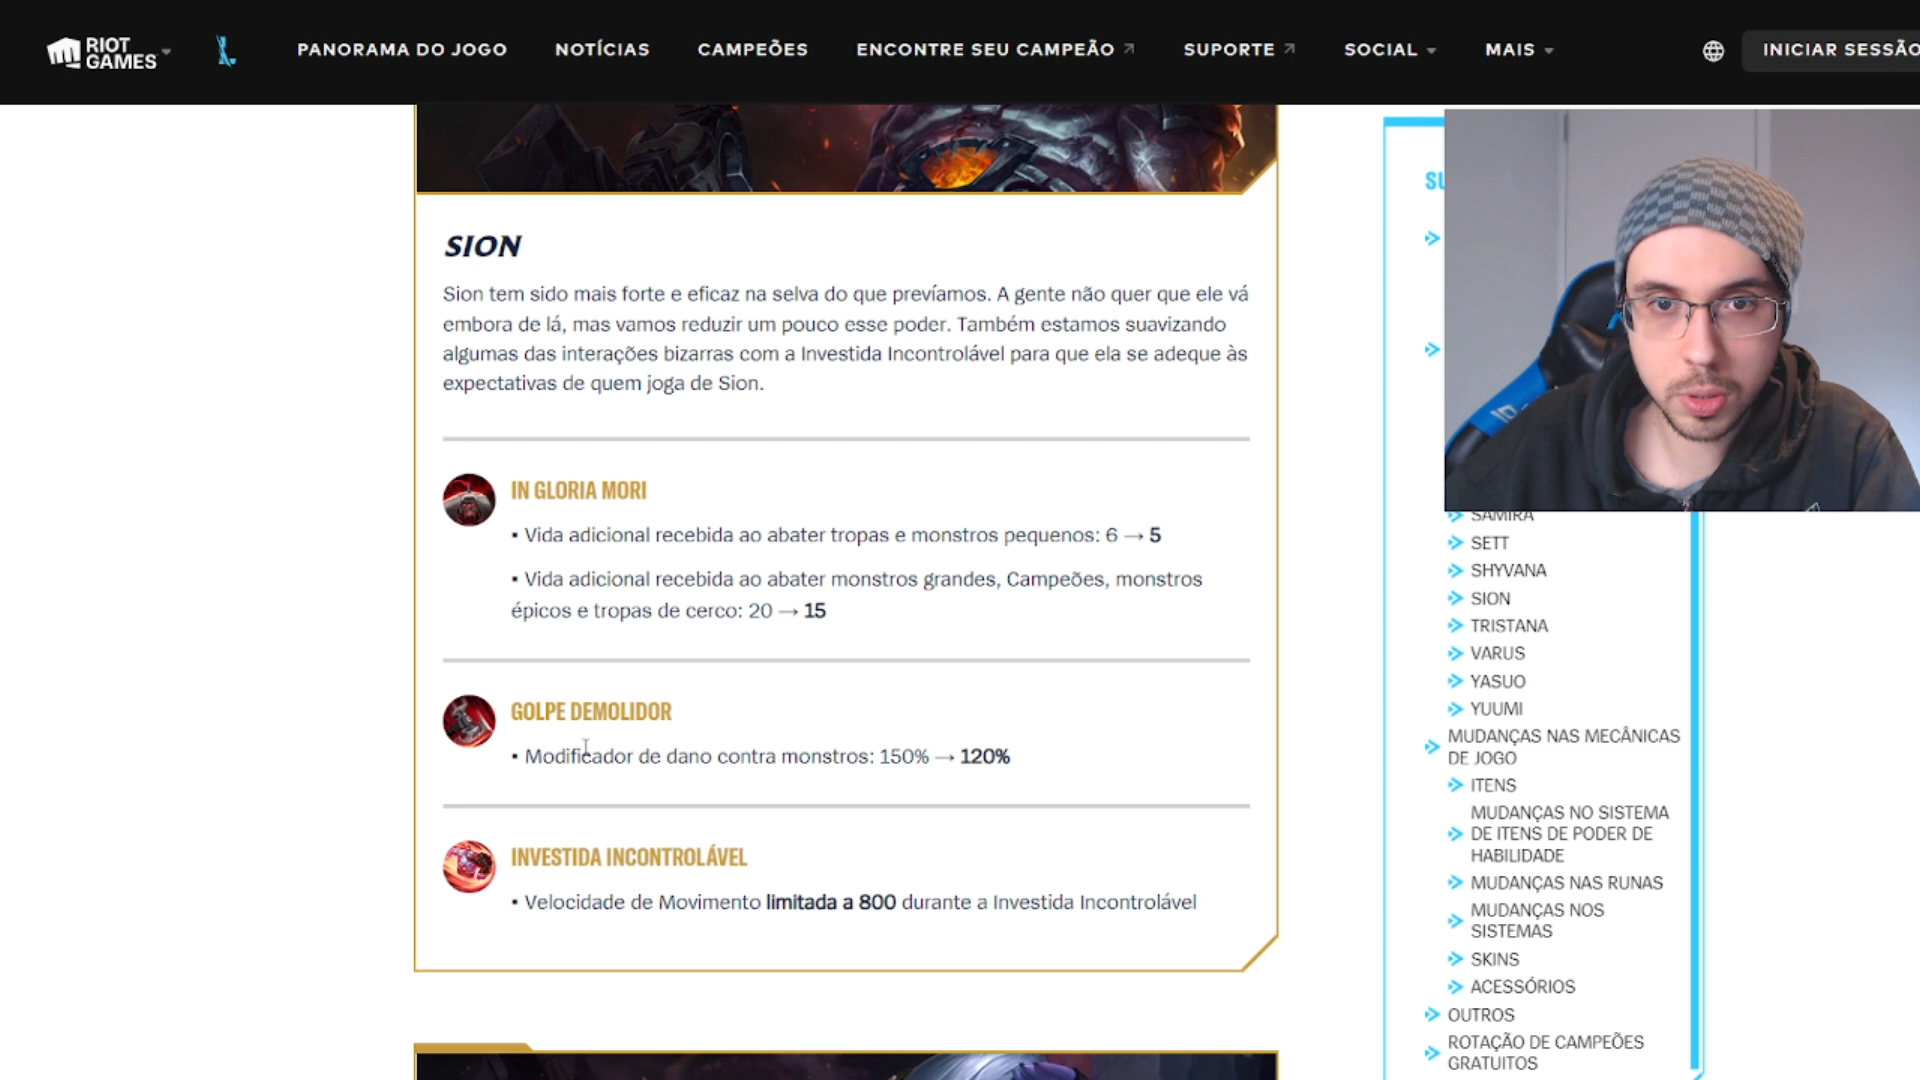 RIOT GAMES
PANORAMA DO JOGO
NOTÍCIAS
CAMPEÕES
ENCONTRE SEU CAMPEÃO
SUPORTE
SOCIAL
MAIS
INICIAR SESSÃO
SION
Sion tem sido mais forte e eficaz na selva do que prevíamos. A gente não quer que ele vá
embora de lá, mas vamos reduzir um pouco esse poder. Também estamos suavizando
algumas das interações bizarras com a Investida Incontrolável para que ela se adeque às
expectativas de quem joga de Sion.
IN GLORIA MORI
▪ Vida adicional recebida ao abater tropas e monstros pequenos: 6 → 5
▪ Vida adicional recebida ao abater monstros grandes, Campeões, monstros
épicos e tropas de cerco: 20 → 15
GOLPE DEMOLIDOR
▪ Modificador de dano contra monstros: 150% → 120%
INVESTIDA INCONTROLÁVEL
▪ Velocidade de Movimento limitada a 800 durante a Investida Incontrolável
SAMIRA
SETT
SHYVANA
SION
TRISTANA
VARUS
YASUO
YUUMI
MUDANÇAS NAS MECÂNICAS
DE JOGO
ITENS
MUDANÇAS NO SISTEMA
DE ITENS DE PODER DE
HABILIDADE
MUDANÇAS NAS RUNAS
MUDANÇAS NOS
SISTEMAS
SKINS
ACESSÓRIOS
OUTROS
ROTAÇÃO DE CAMPEÕES
GRATUITOS